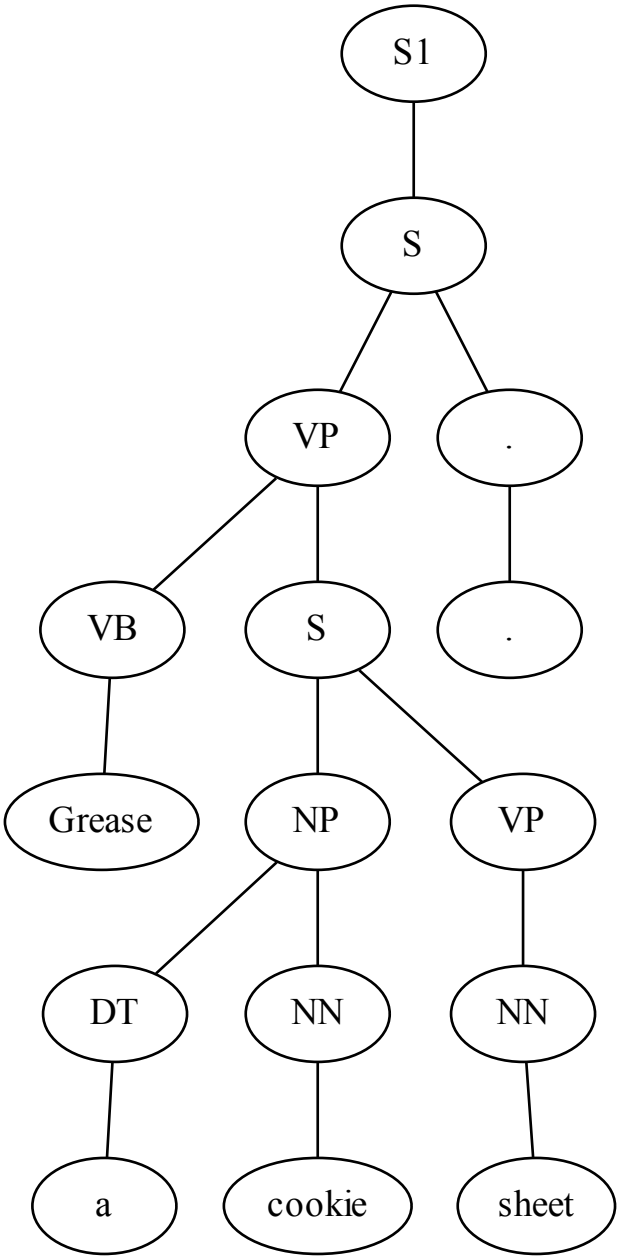 S1
S
VP .
VB S .
Grease NP VP
DT NN NN
a cookie sheet